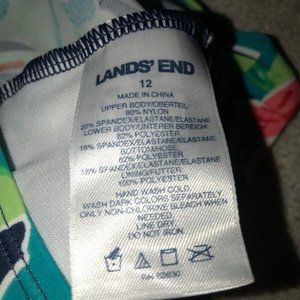 LANDS' END
12
MADE IN CHINA
UPPER BODY/OBERTEIL:
80% NYLON
20% SPANDEX/ELASTANE/ELASTANE
LOWER BODY/UNTERER BEREICH:
82% POLYESTER
18% SPANDEX/ELASTANE/ELASTANE
BOTTOM/HOSE:
82% POLYESTER
18% SPANDEX/ELASTANE/ELASTANE
LINING/FUTTER:
100% POLYESTER
HAND WASH COLD,
WASH DARK COLORS SEPARATELY
ONLY NON-CHLORINE BLEACH WHEN
NEEDED
LINE DRY
DO NOT IRON
RN